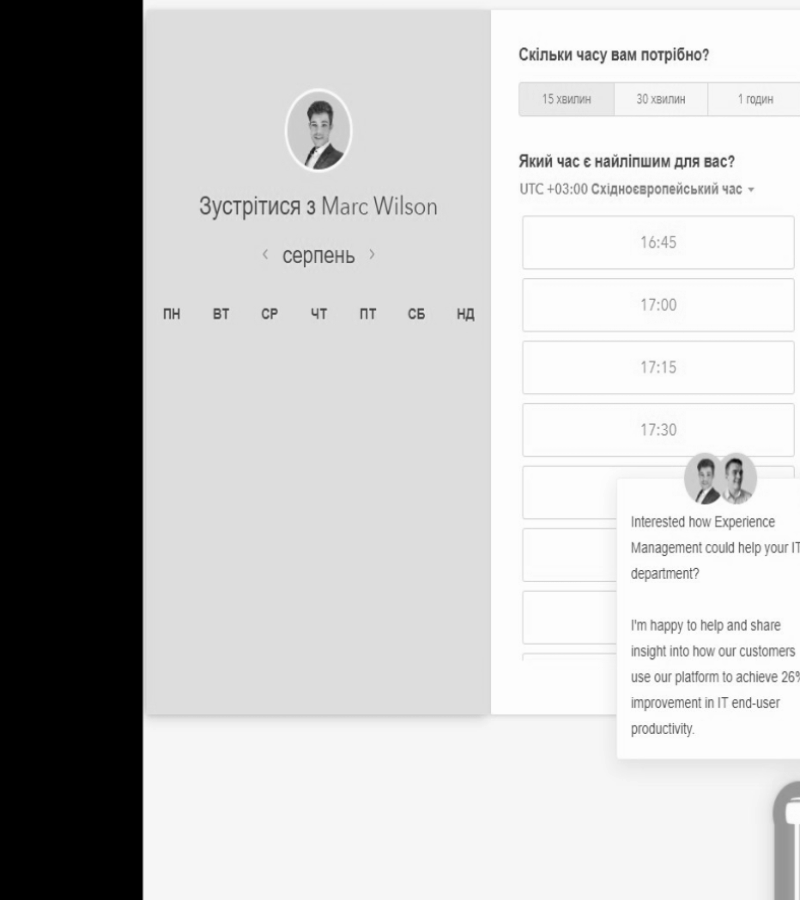 Зустрітися з Marc Wilson
серпень
ПН ВТ СР ЧТ ПТ СБ НД
Скільки часу вам потрібно?
15 хвилин 30 хвилин 1 годин
Який час є найліпшим для вас?
UTC +03:00 Східноєвропейський час
16:45
17:00
17:15
17:30
Interested how Experience
Management could help your IT
department?
I'm happy to help and share
insight into how our customers
use our platform to achieve 26%
improvement in IT end-user
productivity.